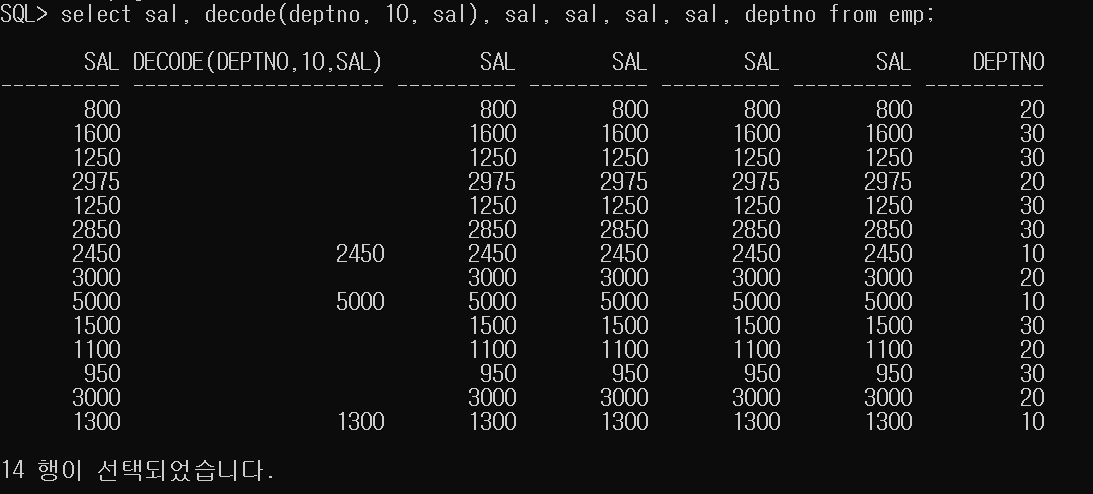 SQL> select sal, decode(deptno, 10, sal), sal, sal, sal, sal, deptno from emp;
SAL DECODE(DEPTNO,10,SAL) SAL SAL SAL SAL DEPTNO
---------- --------------------- ---------- ---------- ---------- ---------- ----------
800 800 800 800 800 20
1600 1600 1600 1600 1600 30
1250 1250 1250 1250 1250 30
2975 2975 2975 2975 2975 20
1250 1250 1250 1250 1250 30
2850 2850 2850 2850 2850 30
2450 2450 2450 2450 2450 2450 10
3000 3000 3000 3000 3000 20
5000 5000 5000 5000 5000 5000 10
1500 1500 1500 1500 1500 30
1100 1100 1100 1100 1100 20
950 950 950 950 950 30
3000 3000 3000 3000 3000 20
1300 1300 1300 1300 1300 1300 10
14 행이 선택되었습니다.